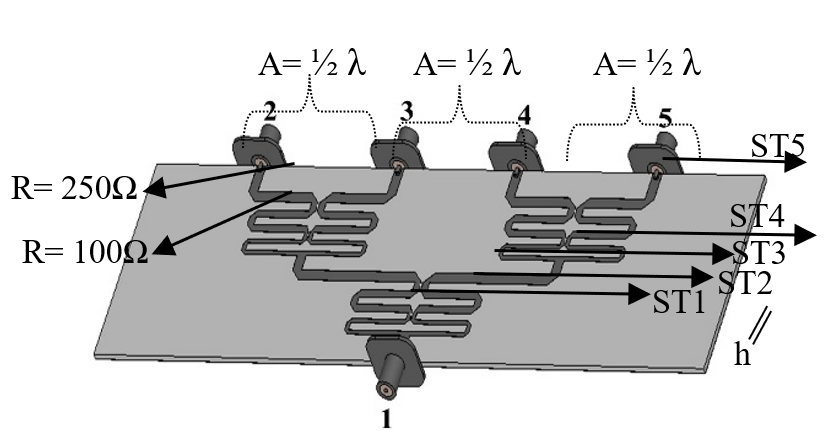 A= ½ λ A= ½ λ A= ½ λ
2 3 4 5
ST5
R= 250Ω
ST4
R= 100Ω
ST3
ST2
ST1
h
1